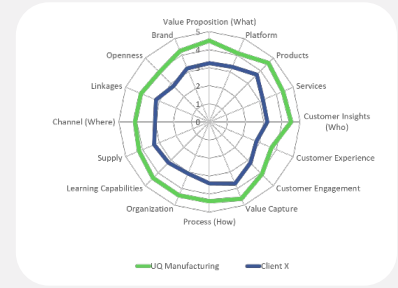 Value Proposition (What)
Brand
Platform
Openness
Products
Linkages
Services
Channel (Where)
Customer Insights
(Who)
Supply
Customer Experience
Learning Capabilities
Customer Engagement
Organization
Value Capture
Process (How)
5
4
3
2
1
0
UQ Manufacturing
Client X